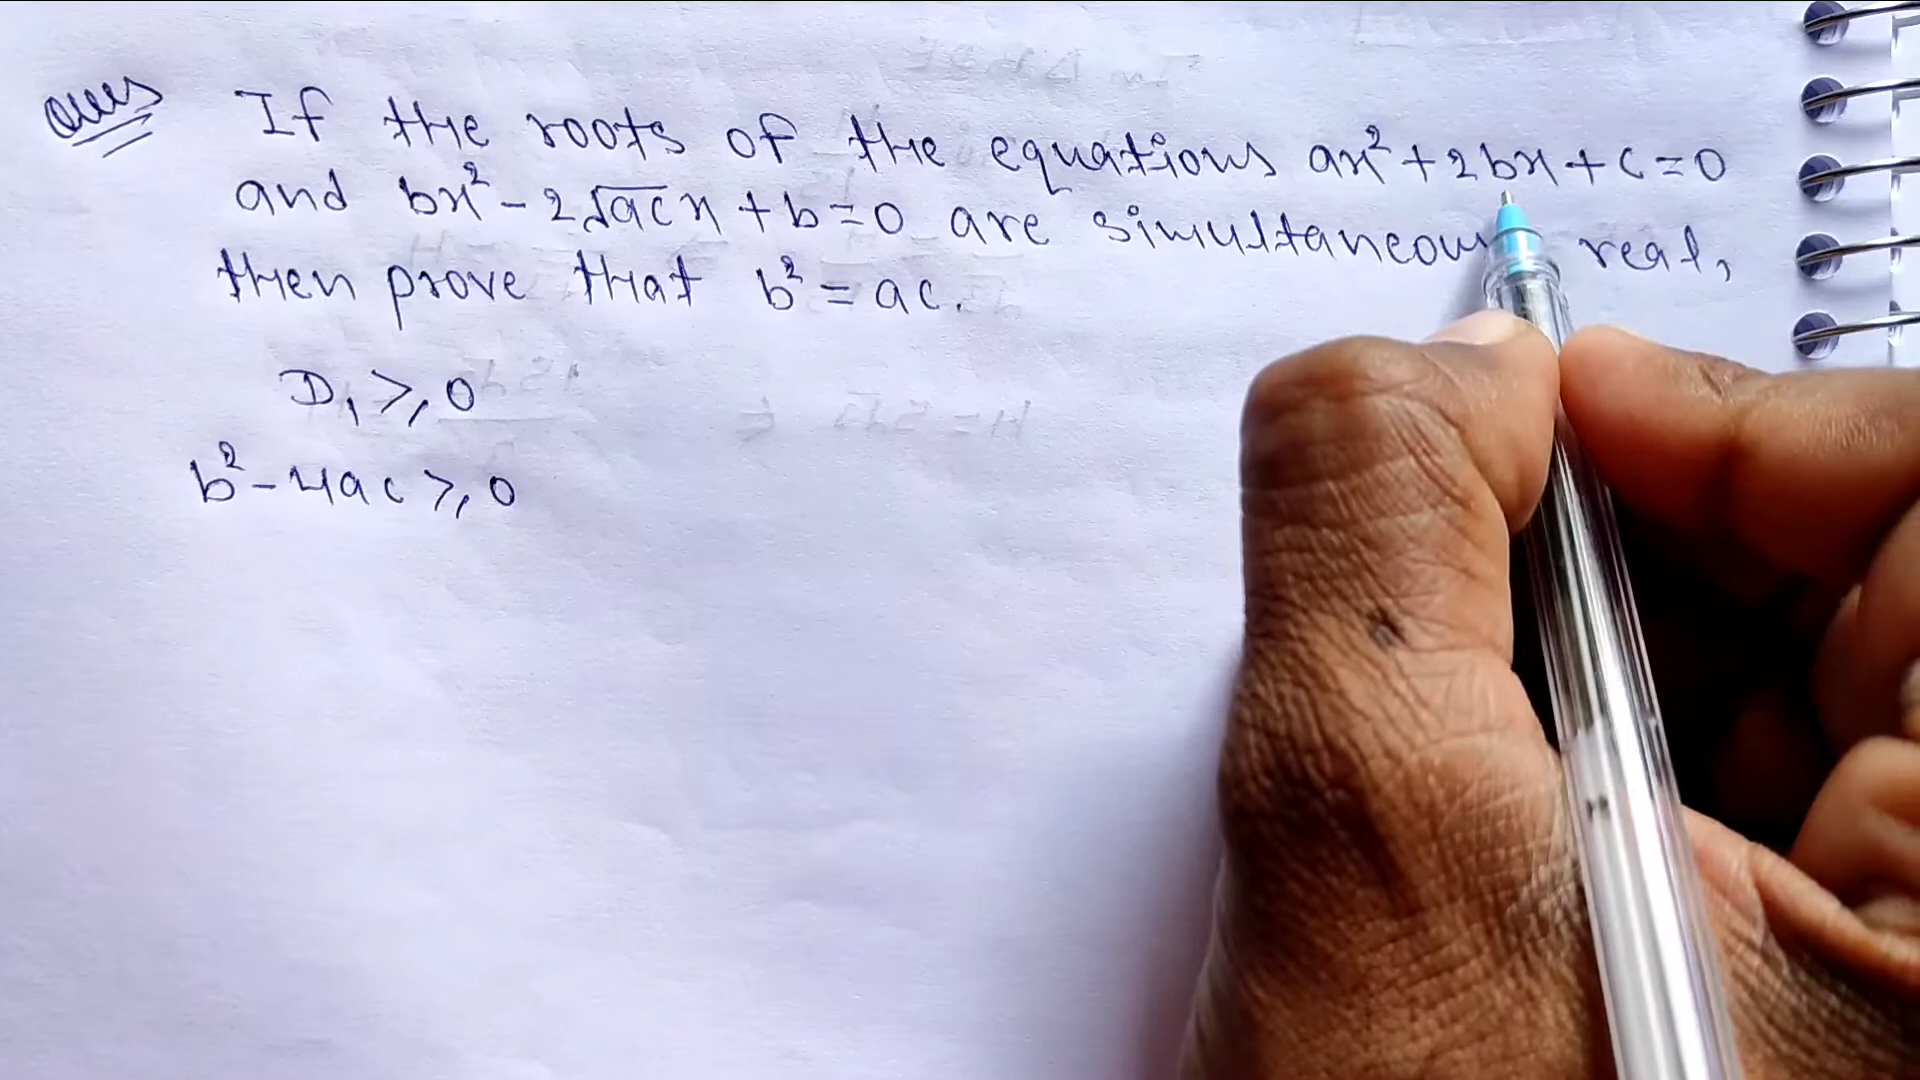 Ques If the roots of the equations ax² + 2bx + c = 0
and bx² - 2√ac x + b = 0 are simultaneous real,
then prove that b² = ac.
D₁ ≥ 0
b² - 4ac ≥ 0